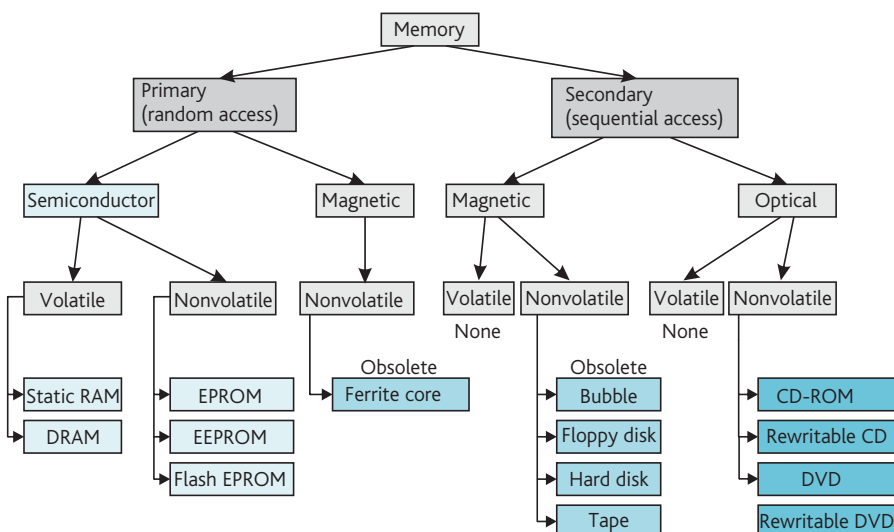 Memory
Primary
(random access)
Secondary
(sequential access)
Semiconductor
Magnetic
Magnetic
Optical
Volatile
Nonvolatile
Nonvolatile
Volatile
Nonvolatile
Volatile
Nonvolatile
None
None
Obsolete
Obsolete
Static RAM
EPROM
Ferrite core
Bubble
CD-ROM
DRAM
EEPROM
Floppy disk
Rewritable CD
Flash EPROM
Hard disk
DVD
Tape
Rewritable DVD